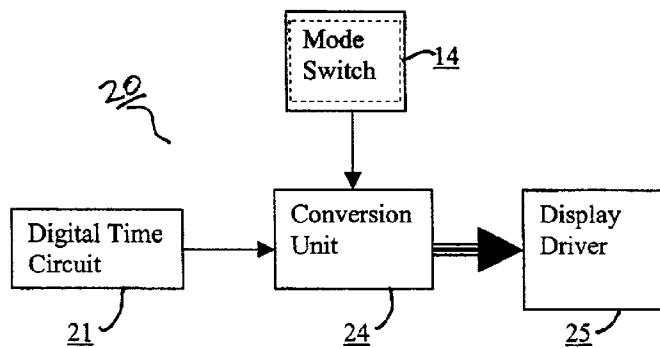 Mode
Switch
14
20
Digital Time
Circuit
21
Conversion
Unit
24
Display
Driver
25